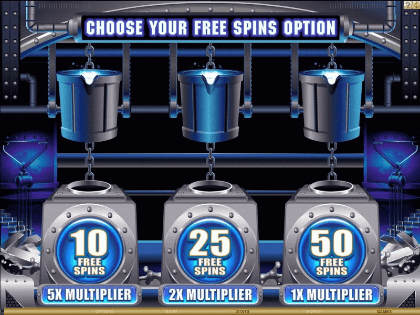 CHOOSE YOUR FREE SPINS OPTION
10
FREE
SPINS
5X MULTIPLIER
25
FREE
SPINS
2X MULTIPLIER
50
FREE
SPINS
1X MULTIPLIER